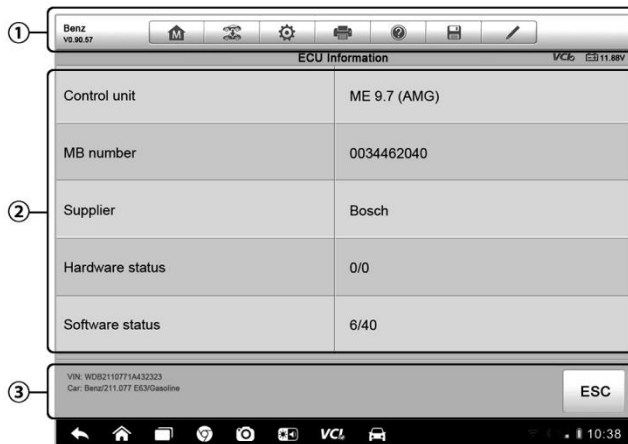 ①
Benz
V0.90.57
M
ECU Information
VCI 11.88V
②
Control unit ME 9.7 (AMG)
MB number 0034462040
Supplier Bosch
Hardware status 0/0
Software status 6/40
③
VIN: WDB2110771A432323
Car: Benz/211.077 E63/Gasoline
ESC
VCI
10:38